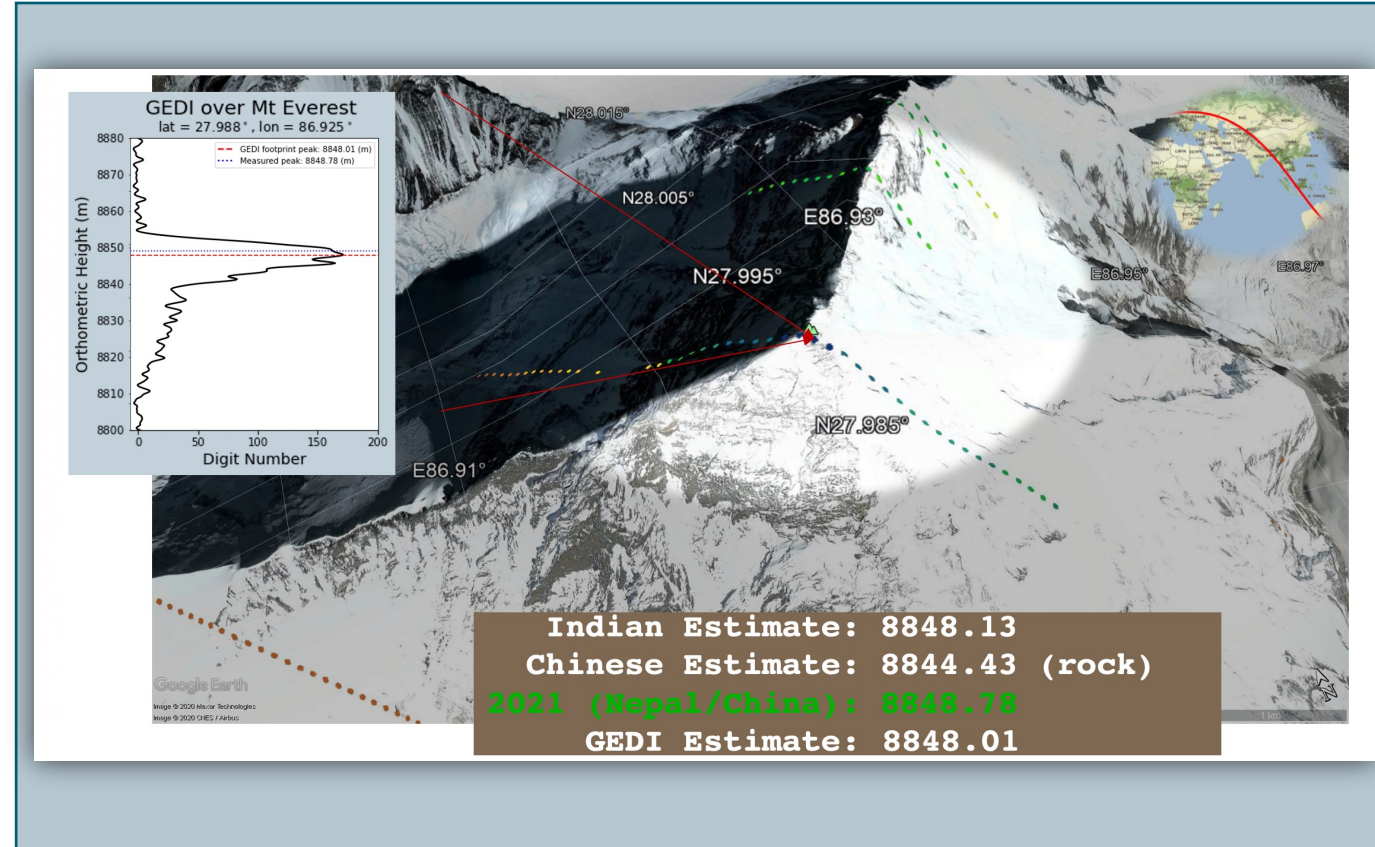 GEDI over Mt Everest
lat = 27.988°, lon = 86.925°
GEDI footprint peak: 8848.01 (m)
Measured peak: 8848.78 (m)
Orthometric Height (m)
8880
8870
8860
8850
8840
8830
8820
8810
8800
0 50 100 150 200
Digit Number
N28.015°
N28.005°
E86.93°
N27.995°
E86.95°
E86.97°
N27.985°
E86.91°
Google Earth
Image © 2020 Maxar Technologies
Image © 2020 CNES / Airbus
N
1 km
Indian Estimate: 8848.13
Chinese Estimate: 8844.43 (rock)
2021 (Nepal/China): 8848.78
GEDI Estimate: 8848.01